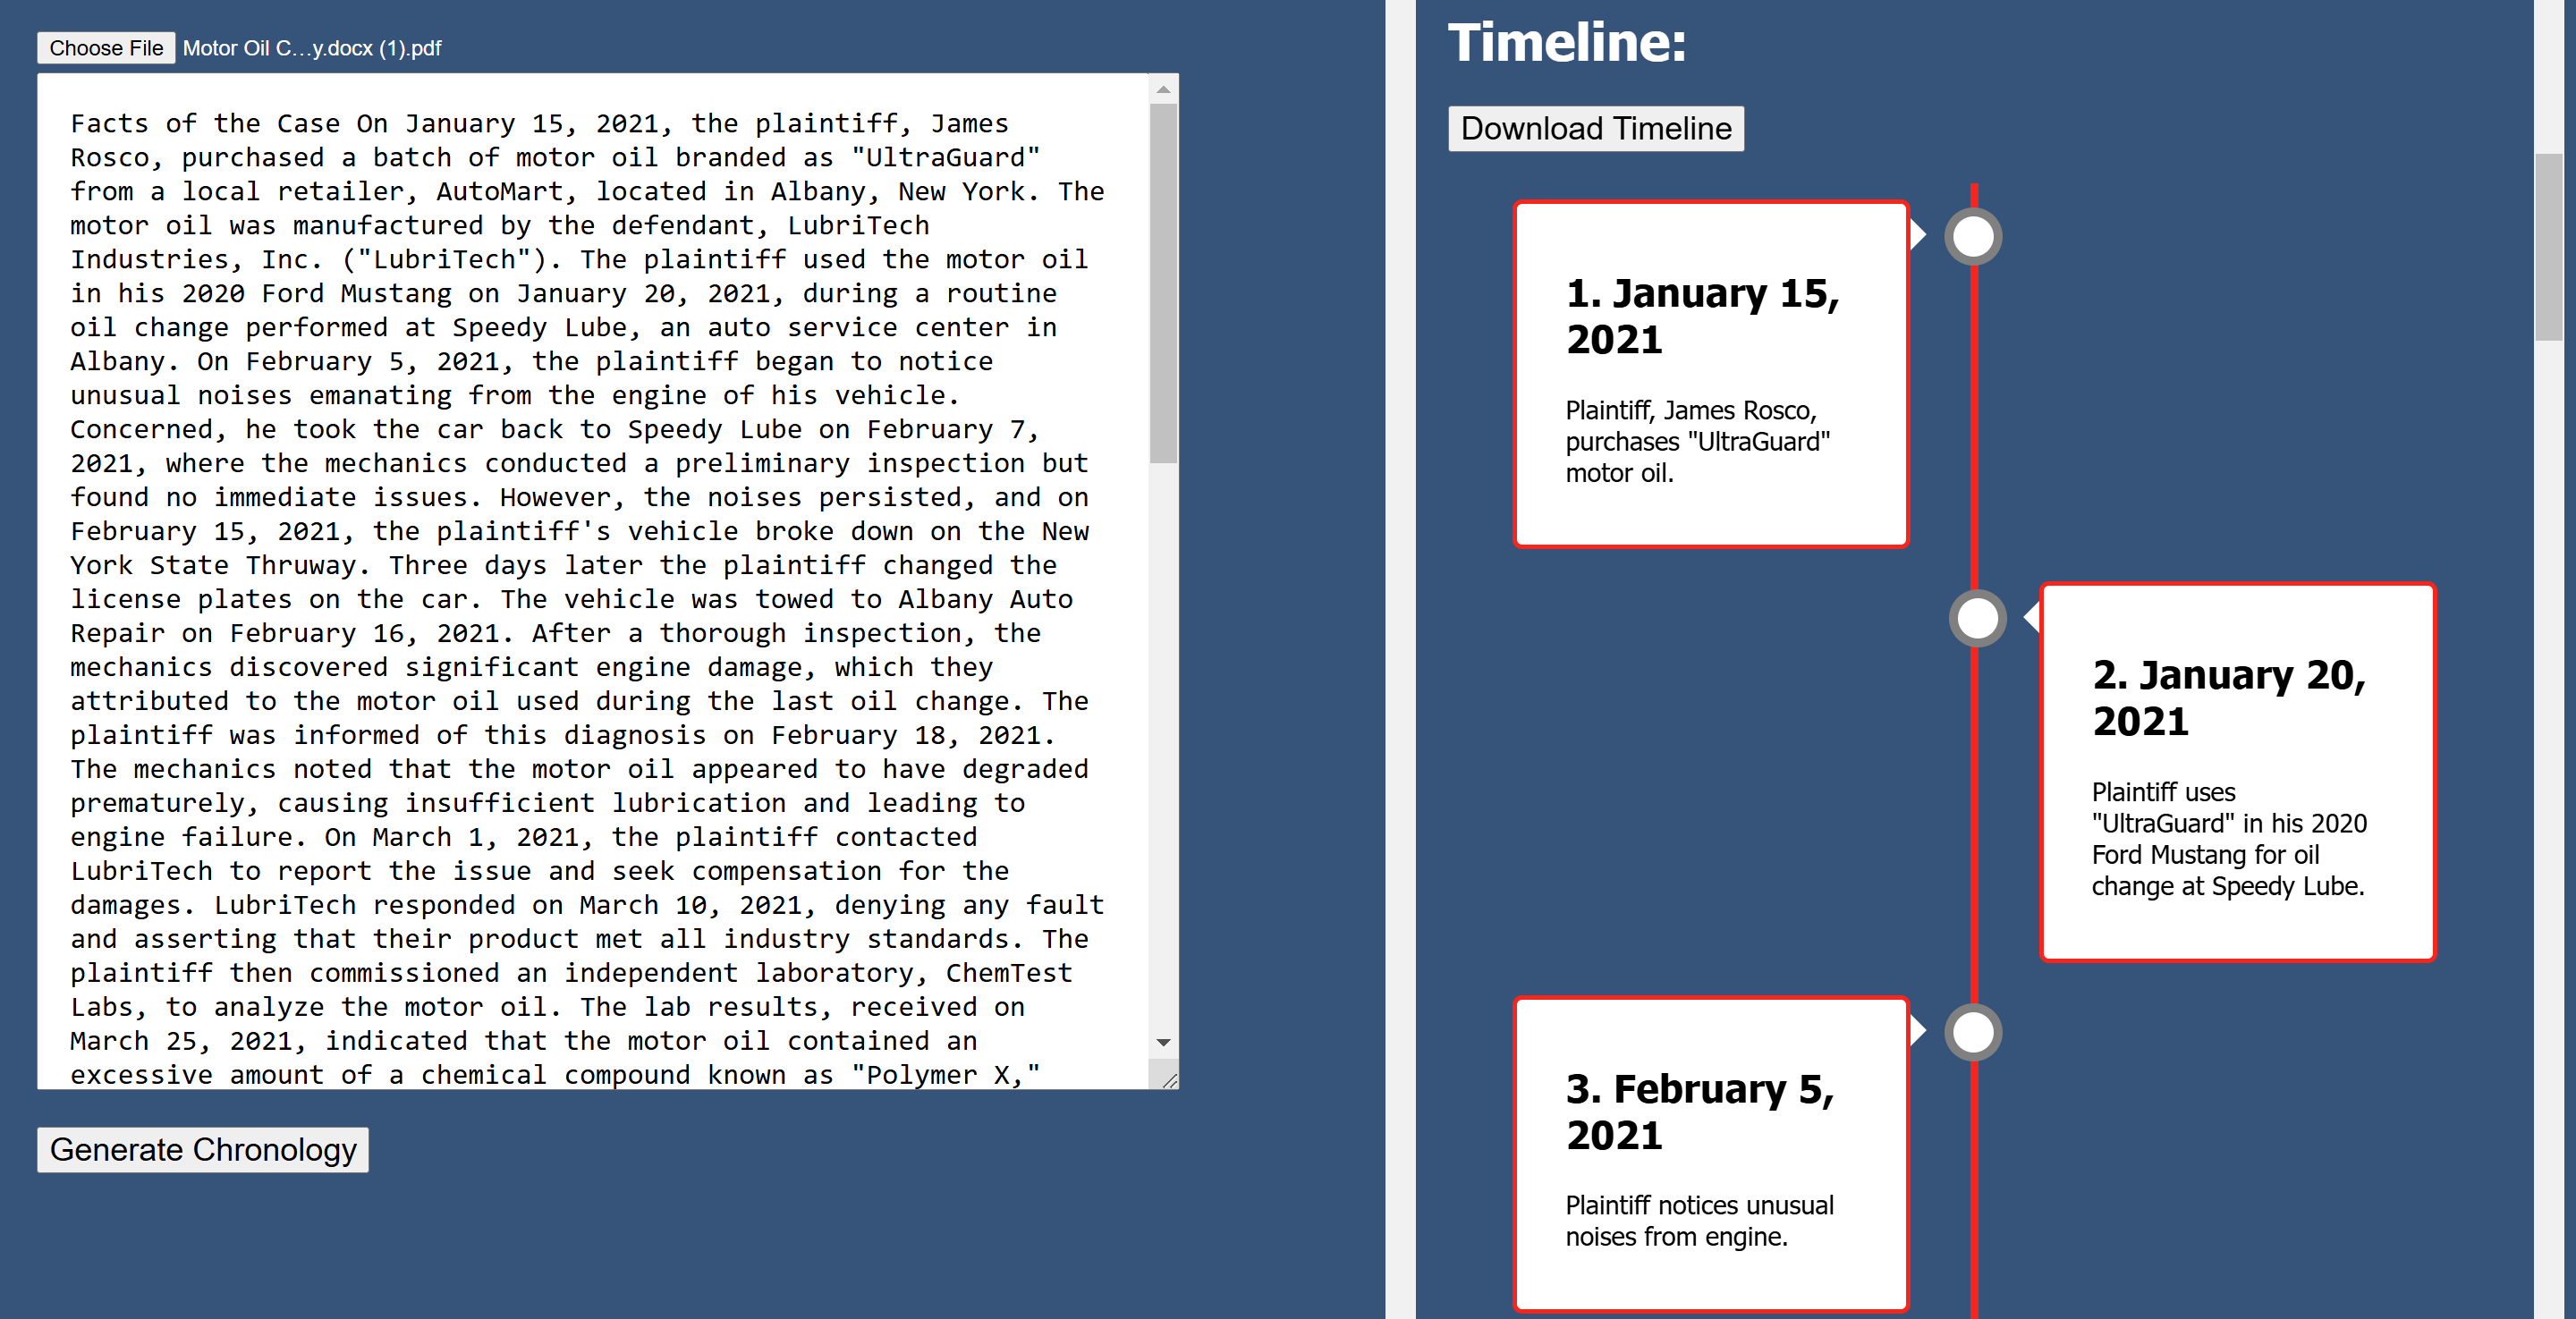 Choose File Motor Oil C…y.docx (1).pdf
Facts of the Case On January 15, 2021, the plaintiff, James
Rosco, purchased a batch of motor oil branded as "UltraGuard"
from a local retailer, AutoMart, located in Albany, New York. The
motor oil was manufactured by the defendant, LubriTech
Industries, Inc. ("LubriTech"). The plaintiff used the motor oil
in his 2020 Ford Mustang on January 20, 2021, during a routine
oil change performed at Speedy Lube, an auto service center in
Albany. On February 5, 2021, the plaintiff began to notice
unusual noises emanating from the engine of his vehicle.
Concerned, he took the car back to Speedy Lube on February 7,
2021, where the mechanics conducted a preliminary inspection but
found no immediate issues. However, the noises persisted, and on
February 15, 2021, the plaintiff's vehicle broke down on the New
York State Thruway. Three days later the plaintiff changed the
license plates on the car. The vehicle was towed to Albany Auto
Repair on February 16, 2021. After a thorough inspection, the
mechanics discovered significant engine damage, which they
attributed to the motor oil used during the last oil change. The
plaintiff was informed of this diagnosis on February 18, 2021.
The mechanics noted that the motor oil appeared to have degraded
prematurely, causing insufficient lubrication and leading to
engine failure. On March 1, 2021, the plaintiff contacted
LubriTech to report the issue and seek compensation for the
damages. LubriTech responded on March 10, 2021, denying any fault
and asserting that their product met all industry standards. The
plaintiff then commissioned an independent laboratory, ChemTest
Labs, to analyze the motor oil. The lab results, received on
March 25, 2021, indicated that the motor oil contained an
excessive amount of a chemical compound known as "Polymer X,"
Generate Chronology
Timeline:
Download Timeline
1. January 15,
2021
Plaintiff, James Rosco,
purchases "UltraGuard"
motor oil.
2. January 20,
2021
Plaintiff uses
"UltraGuard" in his 2020
Ford Mustang for oil
change at Speedy Lube.
3. February 5,
2021
Plaintiff notices unusual
noises from engine.